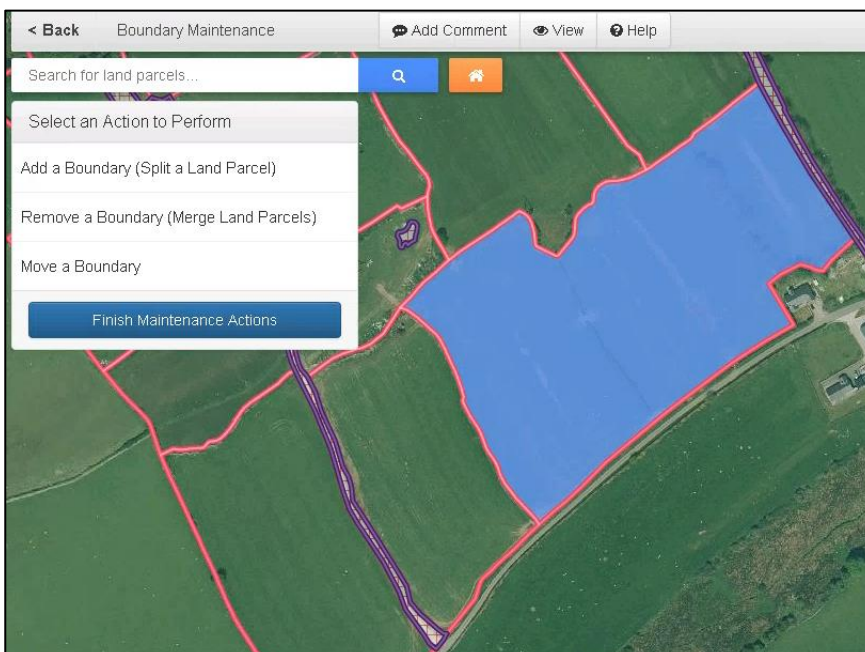 < Back Boundary Maintenance Add Comment View Help
Search for land parcels...
Select an Action to Perform
Add a Boundary (Split a Land Parcel)
Remove a Boundary (Merge Land Parcels)
Move a Boundary
Finish Maintenance Actions